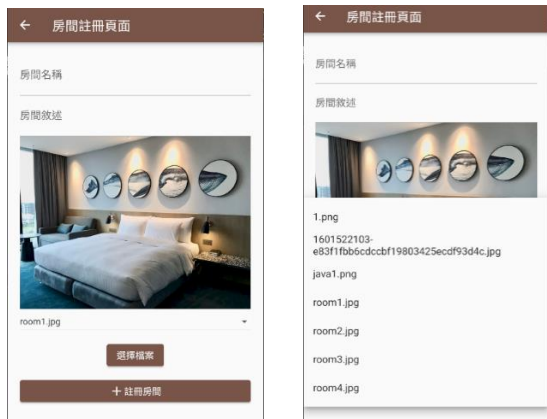 ← 房間註冊頁面
房間名稱
房間敘述
room1.jpg
選擇檔案
+ 註冊房間
← 房間註冊頁面
房間名稱
房間敘述
1.png
1601522103-
e83f1fbb6cdccbf19803425ecdf93d4c.jpg
java1.png
room1.jpg
room2.jpg
room3.jpg
room4.jpg